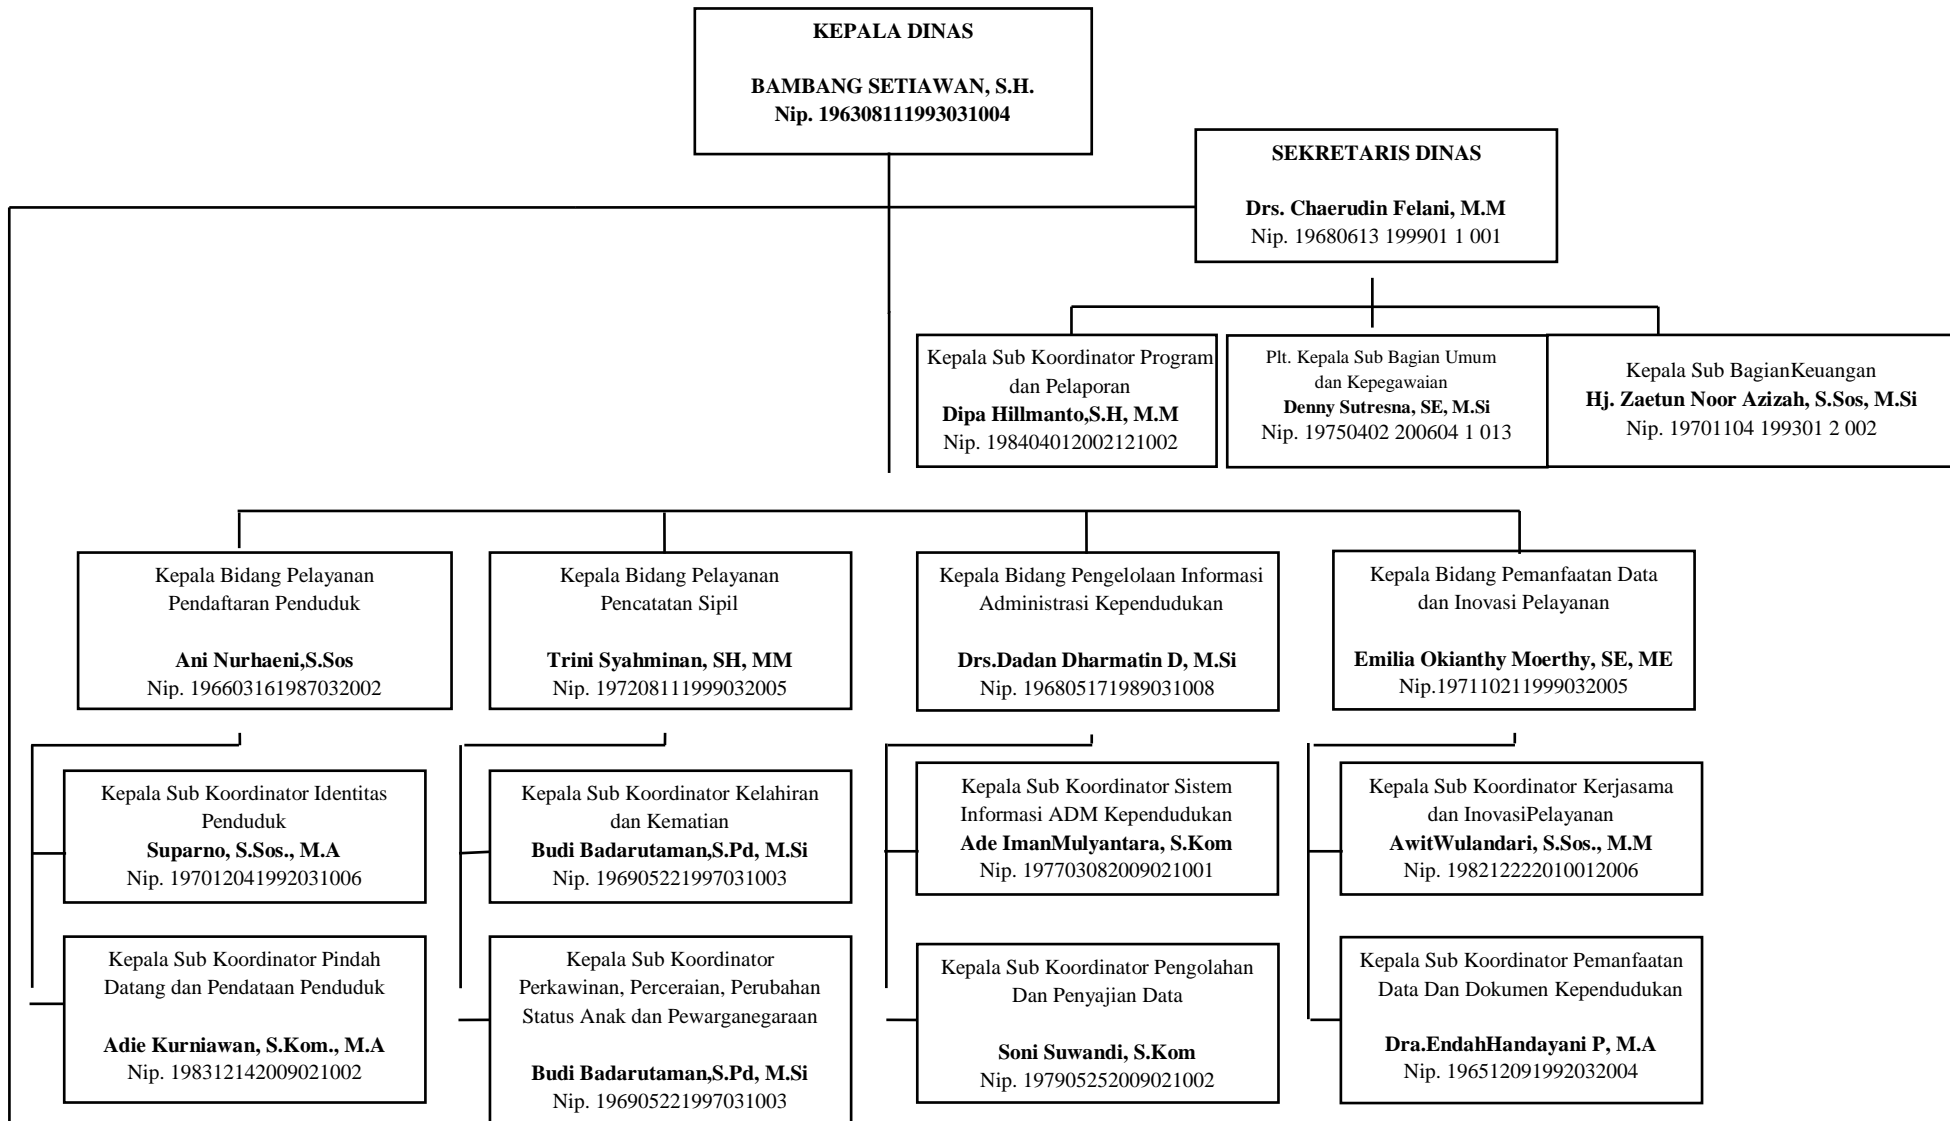 KEPALA DINAS
BAMBANG SETIAWAN, S.H.
Nip. 196308111993031004
SEKRETARIS DINAS
Drs. Chaerudin Felani, M.M
Nip. 19680613 199901 1 001
Kepala Sub Koordinator Program
dan Pelaporan
Dipa Hillmanto,S.H, M.M
Nip. 198404012002121002
Plt. Kepala Sub Bagian Umum
dan Kepegawaian
Denny Sutresna, SE, M.Si
Nip. 19750402 200604 1 013
Kepala Sub BagianKeuangan
Hj. Zaetun Noor Azizah, S.Sos, M.Si
Nip. 19701104 199301 2 002
Kepala Bidang Pelayanan
Pendaftaran Penduduk
Ani Nurhaeni,S.Sos
Nip. 196603161987032002
Kepala Bidang Pelayanan
Pencatatan Sipil
Trini Syahminan, SH, MM
Nip. 197208111999032005
Kepala Bidang Pengelolaan Informasi
Administrasi Kependudukan
Drs.Dadan Dharmatin D, M.Si
Nip. 196805171989031008
Kepala Bidang Pemanfaatan Data
dan Inovasi Pelayanan
Emilia Okianthy Moerthy, SE, ME
Nip.197110211999032005
Kepala Sub Koordinator Identitas
Penduduk
Suparno, S.Sos., M.A
Nip. 197012041992031006
Kepala Sub Koordinator Kelahiran
dan Kematian
Budi Badarutaman,S.Pd, M.Si
Nip. 196905221997031003
Kepala Sub Koordinator Sistem
Informasi ADM Kependudukan
Ade ImanMulyantara, S.Kom
Nip. 197703082009021001
Kepala Sub Koordinator Kerjasama
dan InovasiPelayanan
AwitWulandari, S.Sos., M.M
Nip. 198212222010012006
Kepala Sub Koordinator Pindah
Datang dan Pendataan Penduduk
Adie Kurniawan, S.Kom., M.A
Nip. 198312142009021002
Kepala Sub Koordinator
Perkawinan, Perceraian, Perubahan
Status Anak dan Pewarganegaraan
Budi Badarutaman,S.Pd, M.Si
Nip. 196905221997031003
Kepala Sub Koordinator Pengolahan
Dan Penyajian Data
Soni Suwandi, S.Kom
Nip. 197905252009021002
Kepala Sub Koordinator Pemanfaatan
Data Dan Dokumen Kependudukan
Dra.EndahHandayani P, M.A
Nip. 196512091992032004